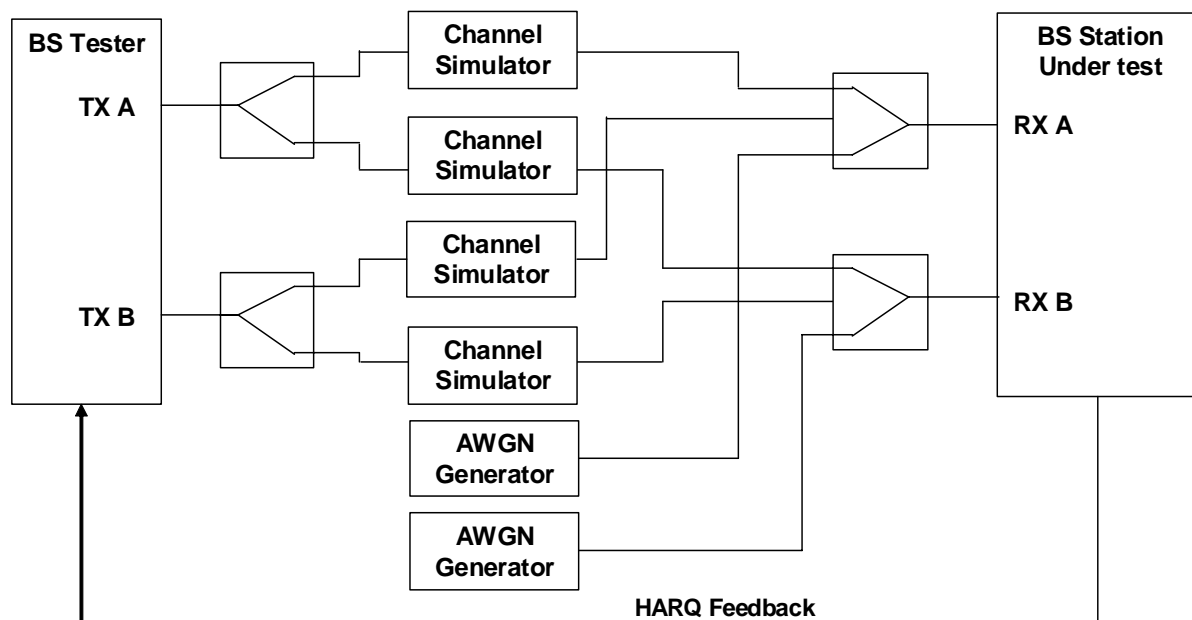 BS Tester
TX A
TX B
Channel
Simulator
Channel
Simulator
Channel
Simulator
Channel
Simulator
AWGN
Generator
AWGN
Generator
BS Station
Under test
RX A
RX B
HARQ Feedback